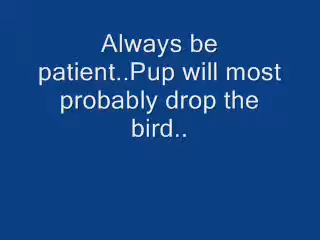 Always be
patient..Pup will most
probably drop the
bird..